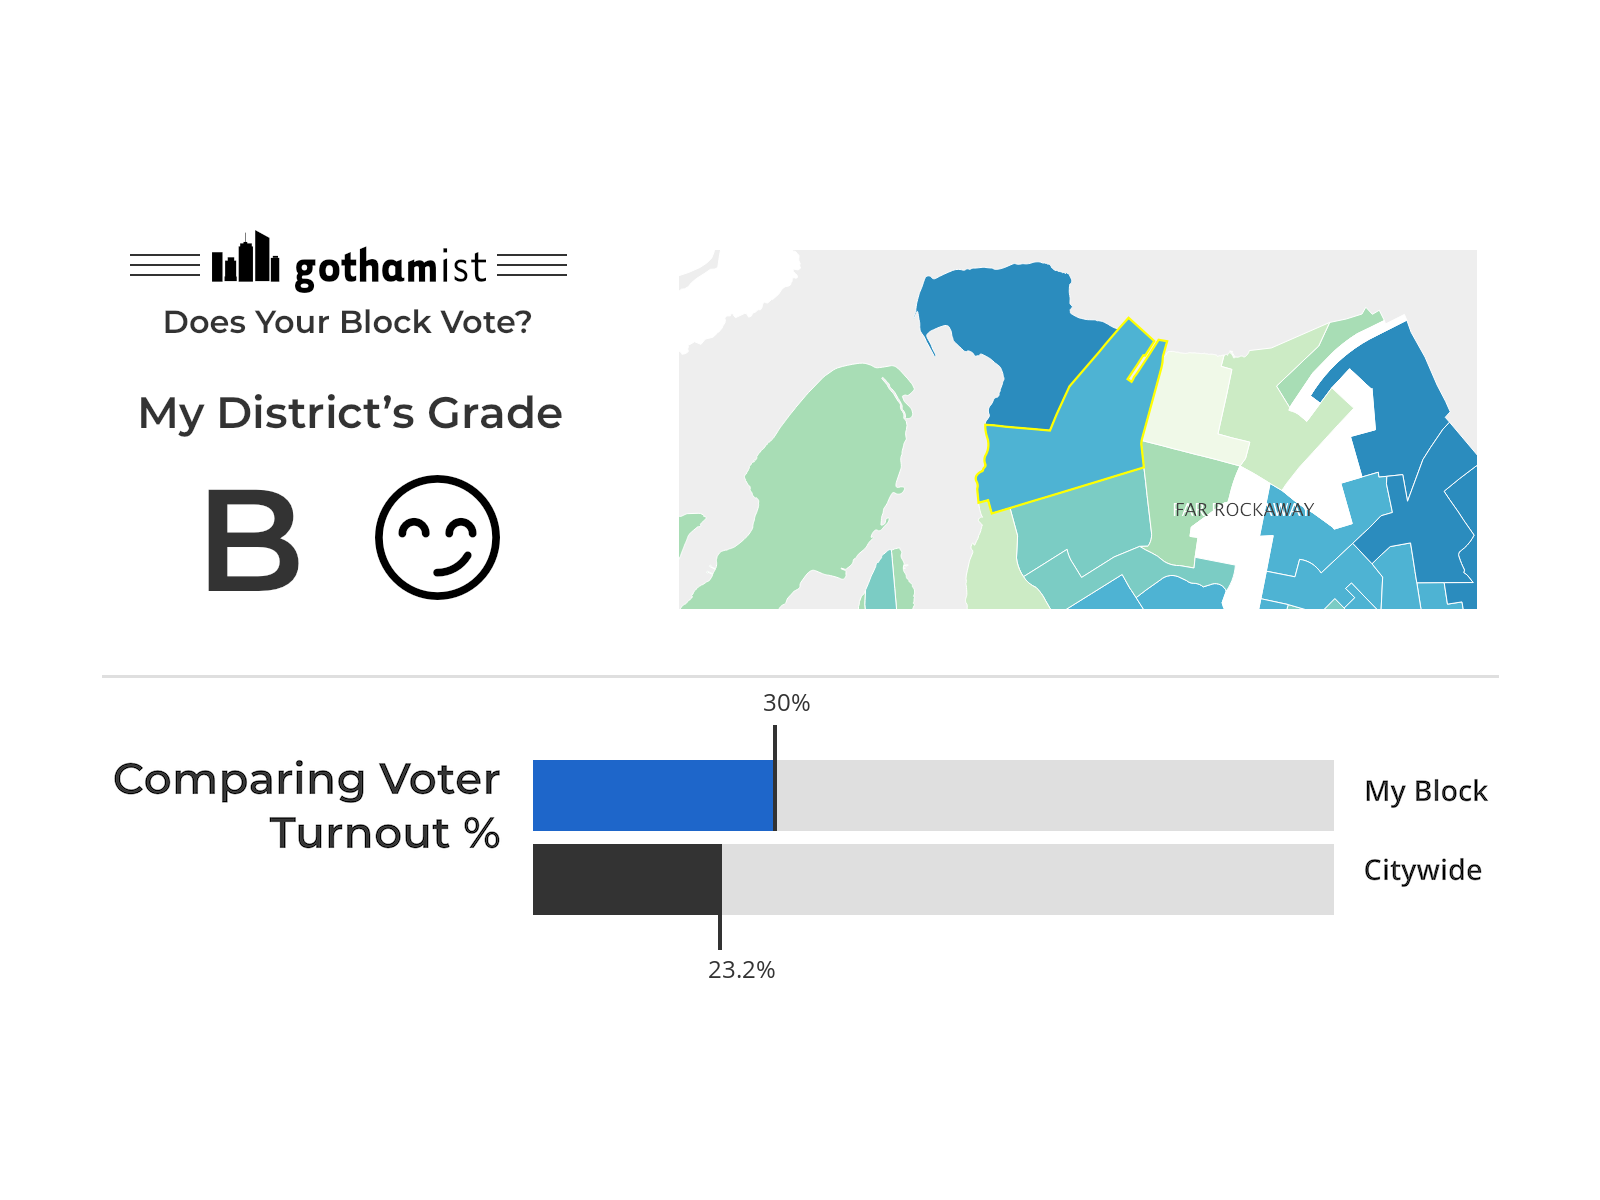 gothamist
Does Your Block Vote?
My District's Grade
B
FAR ROCKAWAY
30%
Comparing Voter
Turnout %
My Block
Citywide
23.2%